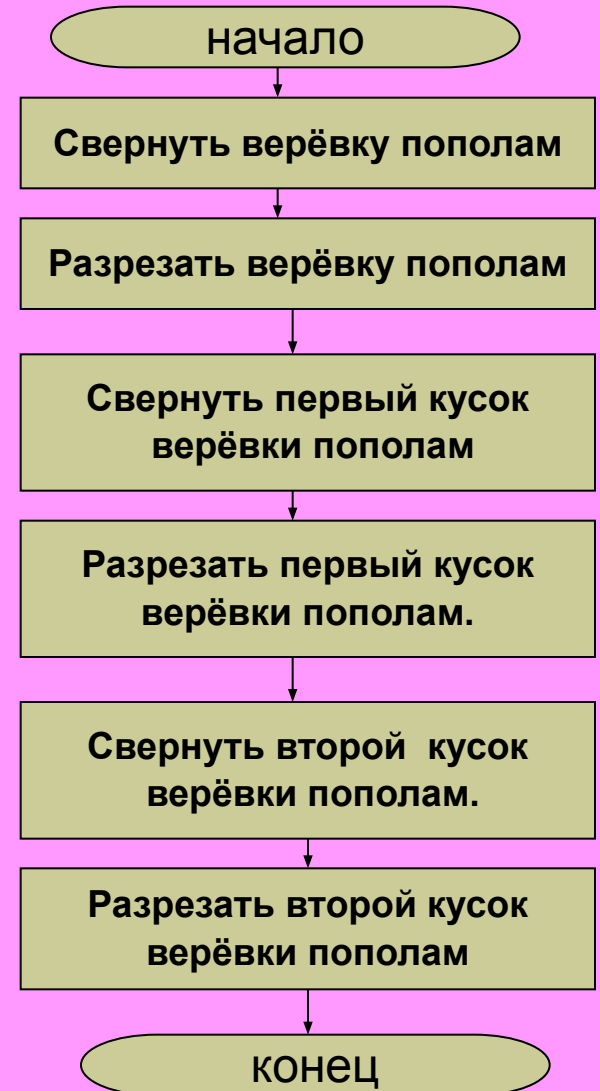 начало
Свернуть верёвку пополам
Разрезать верёвку пополам
Свернуть первый кусок
верёвки пополам
Разрезать первый кусок
верёвки пополам.
Свернуть второй кусок
верёвки пополам.
Разрезать второй кусок
верёвки пополам
конец